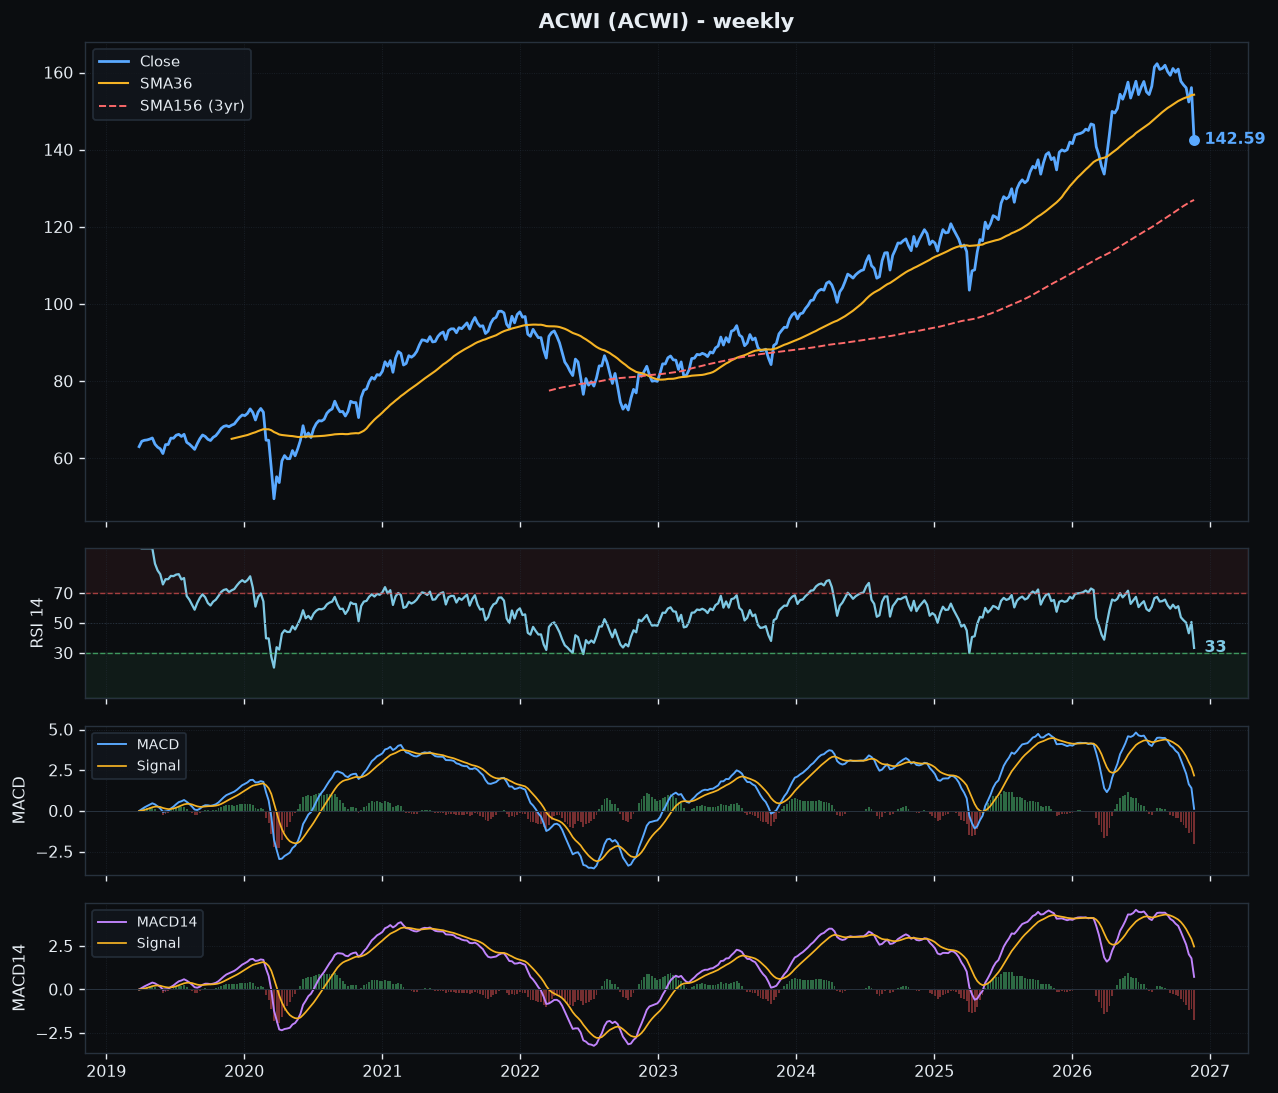 ACWI (ACWI) - weekly
Close
SMA36
SMA156 (3yr)
160
140
120
100
80
60
142.59
RSI 14
70
50
30
33
MACD
5.0
2.5
0.0
−2.5
MACD
Signal
MACD14
2.5
0.0
−2.5
MACD14
Signal
2019 2020 2021 2022 2023 2024 2025 2026 2027